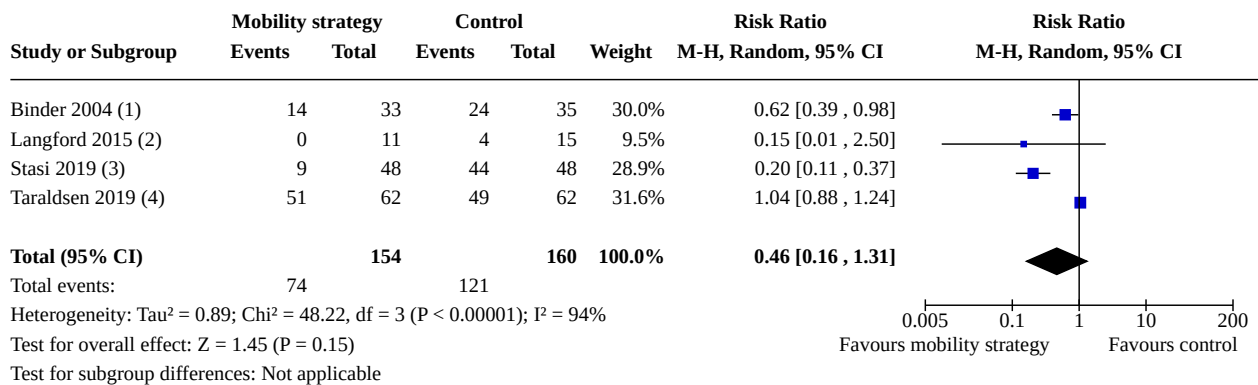 Mobility strategy Control Risk Ratio Risk Ratio
Study or Subgroup Events Total Events Total Weight M-H, Random, 95% CI M-H, Random, 95% CI
Binder 2004 (1) 14 33 24 35 30.0% 0.62 [0.39 , 0.98]
Langford 2015 (2) 0 11 4 15 9.5% 0.15 [0.01 , 2.50]
Stasi 2019 (3) 9 48 44 48 28.9% 0.20 [0.11 , 0.37]
Taraldsen 2019 (4) 51 62 49 62 31.6% 1.04 [0.88 , 1.24]
Total (95% CI) 154 160 100.0% 0.46 [0.16 , 1.31]
Total events: 74 121
Heterogeneity: Tau² = 0.89; Chi² = 48.22, df = 3 (P < 0.00001); I² = 94%
0.005 0.1 1 10 200
Test for overall effect: Z = 1.45 (P = 0.15)
Favours mobility strategy Favours control
Test for subgroup differences: Not applicable